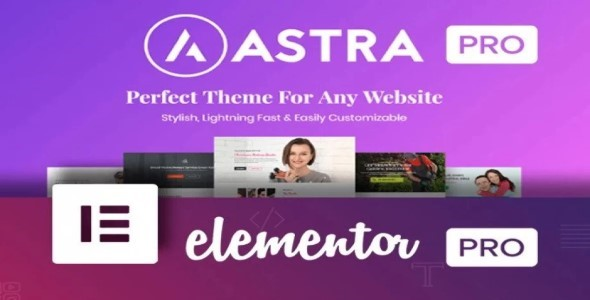 ASTRA PRO
Perfect Theme For Any Website
Stylish, Lightning Fast & Easily Customizable
elementor PRO